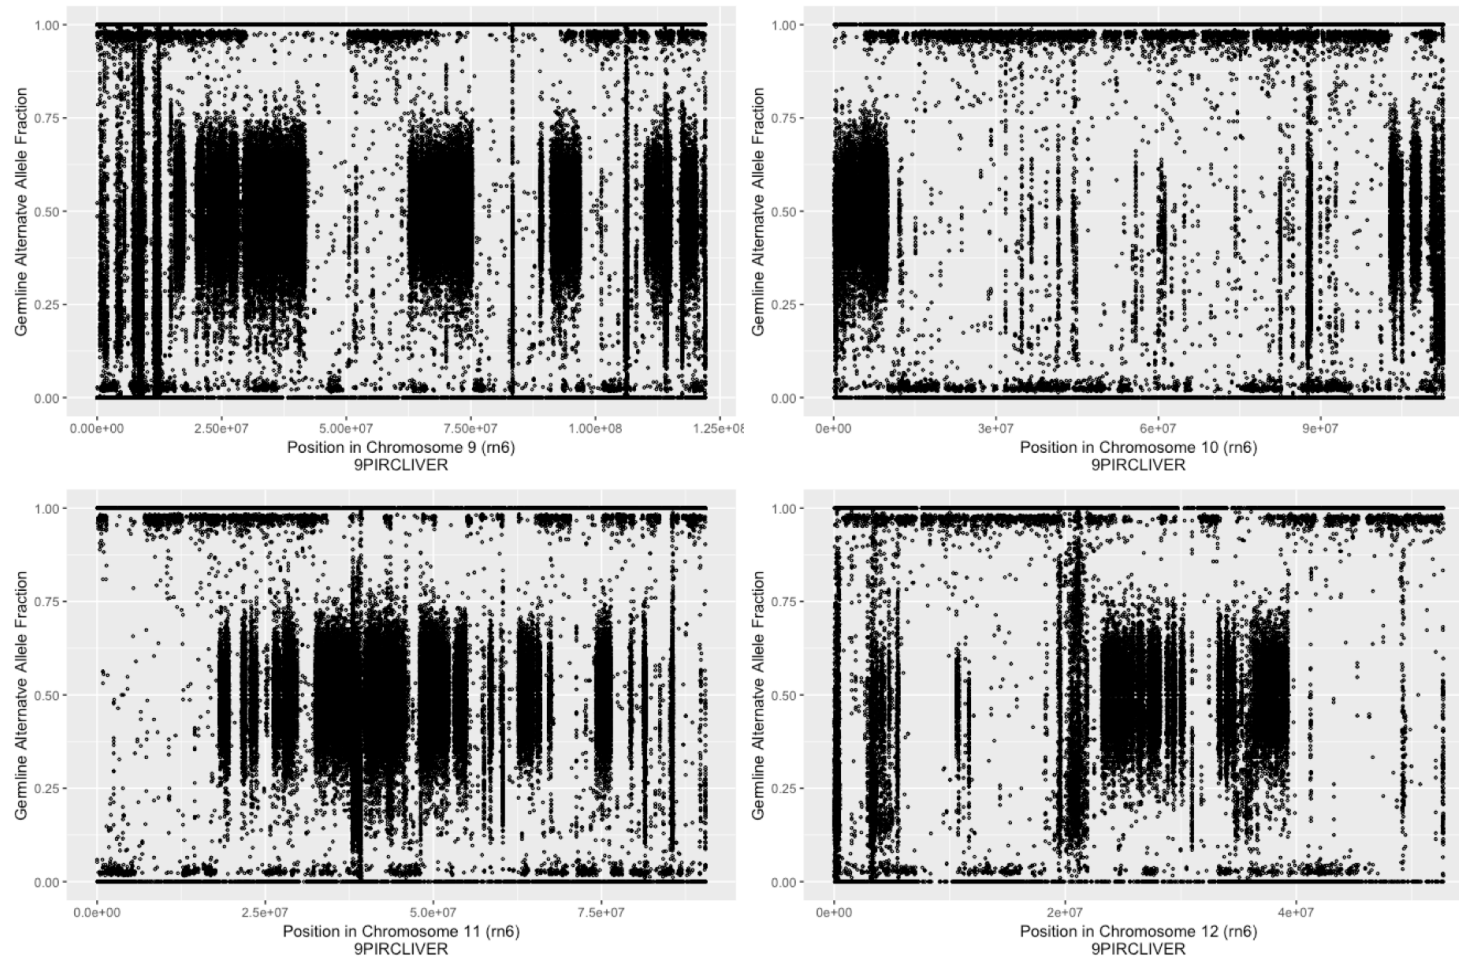 1.00
0.75
0.50
0.25
0.00
Germline Alternatve Allele Fraction
0.00e+00
2.50e+07
5.00e+07
7.50e+07
1.00e+08
1.25e+08
Position in Chromosome 9 (rn6)
9PIRCLIVER
1.00
0.75
0.50
0.25
0.00
Germline Alternatve Allele Fraction
0e+00
3e+07
6e+07
9e+07
Position in Chromosome 10 (rn6)
9PIRCLIVER
1.00
0.75
0.50
0.25
0.00
Germline Alternatve Allele Fraction
0.0e+00
2.5e+07
5.0e+07
7.5e+07
Position in Chromosome 11 (rn6)
9PIRCLIVER
1.00
0.75
0.50
0.25
0.00
Germline Alternatve Allele Fraction
0e+00
2e+07
4e+07
Position in Chromosome 12 (rn6)
9PIRCLIVER